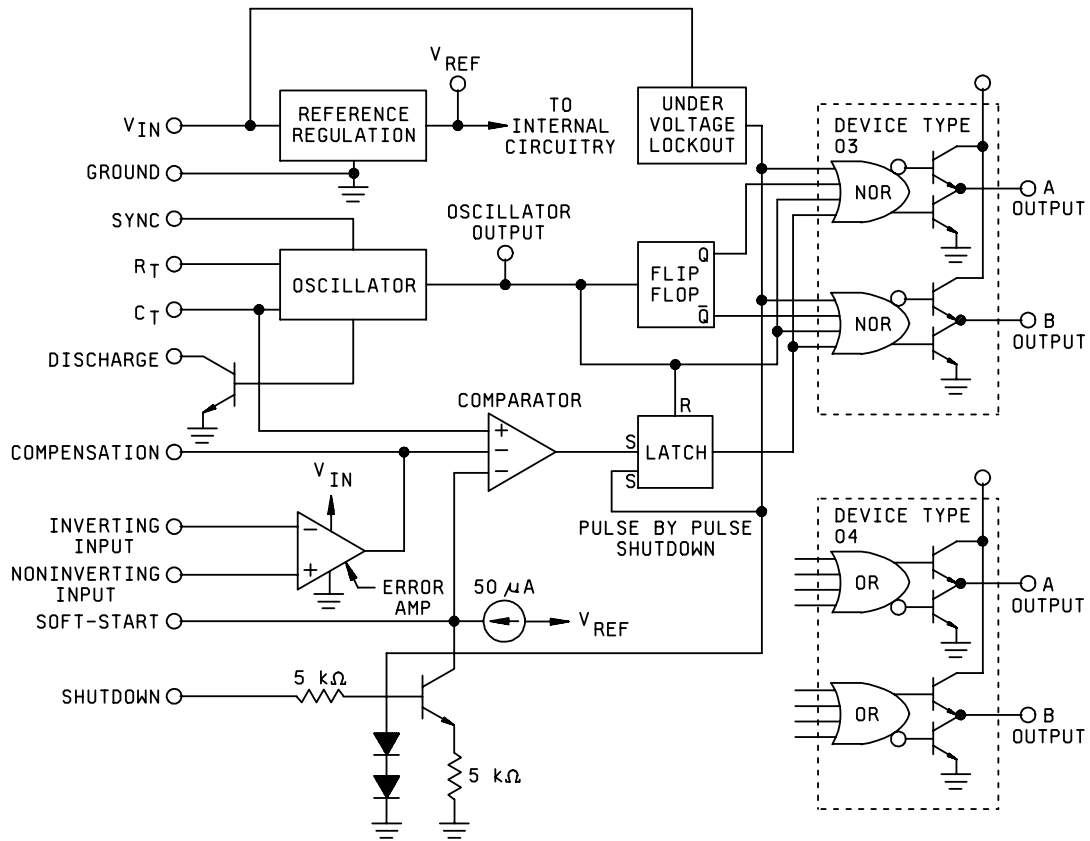 V REF
V IN
REFERENCE
REGULATION
TO
INTERNAL
CIRCUITRY
UNDER
VOLTAGE
LOCKOUT
DEVICE TYPE
03
GROUND
NOR
A
OUTPUT
SYNC
OSCILLATOR
OUTPUT
R T
OSCILLATOR
Q
FLIP
FLOP
Q̅
C T
NOR
B
OUTPUT
DISCHARGE
COMPARATOR
R
+
−
−
S
LATCH
S
COMPENSATION
V IN
PULSE BY PULSE
SHUTDOWN
DEVICE TYPE
04
INVERTING
INPUT
−
+
NONINVERTING
INPUT
ERROR
AMP
50 μA
OR
A
OUTPUT
SOFT-START
V REF
5 kΩ
SHUTDOWN
OR
B
OUTPUT
5 kΩ